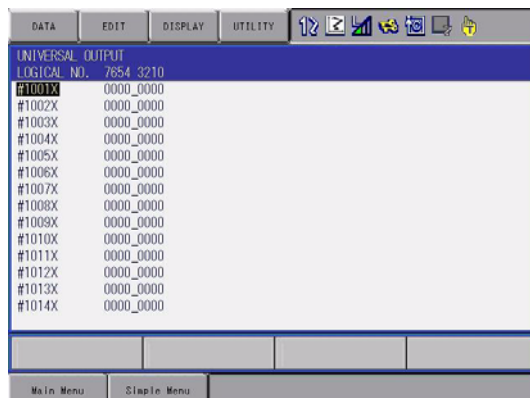 DATA EDIT DISPLAY UTILITY
UNIVERSAL OUTPUT
LOGICAL NO. 7654 3210
#1001X 0000_0000
#1002X 0000_0000
#1003X 0000_0000
#1004X 0000_0000
#1005X 0000_0000
#1006X 0000_0000
#1007X 0000_0000
#1008X 0000_0000
#1009X 0000_0000
#1010X 0000_0000
#1011X 0000_0000
#1012X 0000_0000
#1013X 0000_0000
#1014X 0000_0000
Main Menu Simple Menu